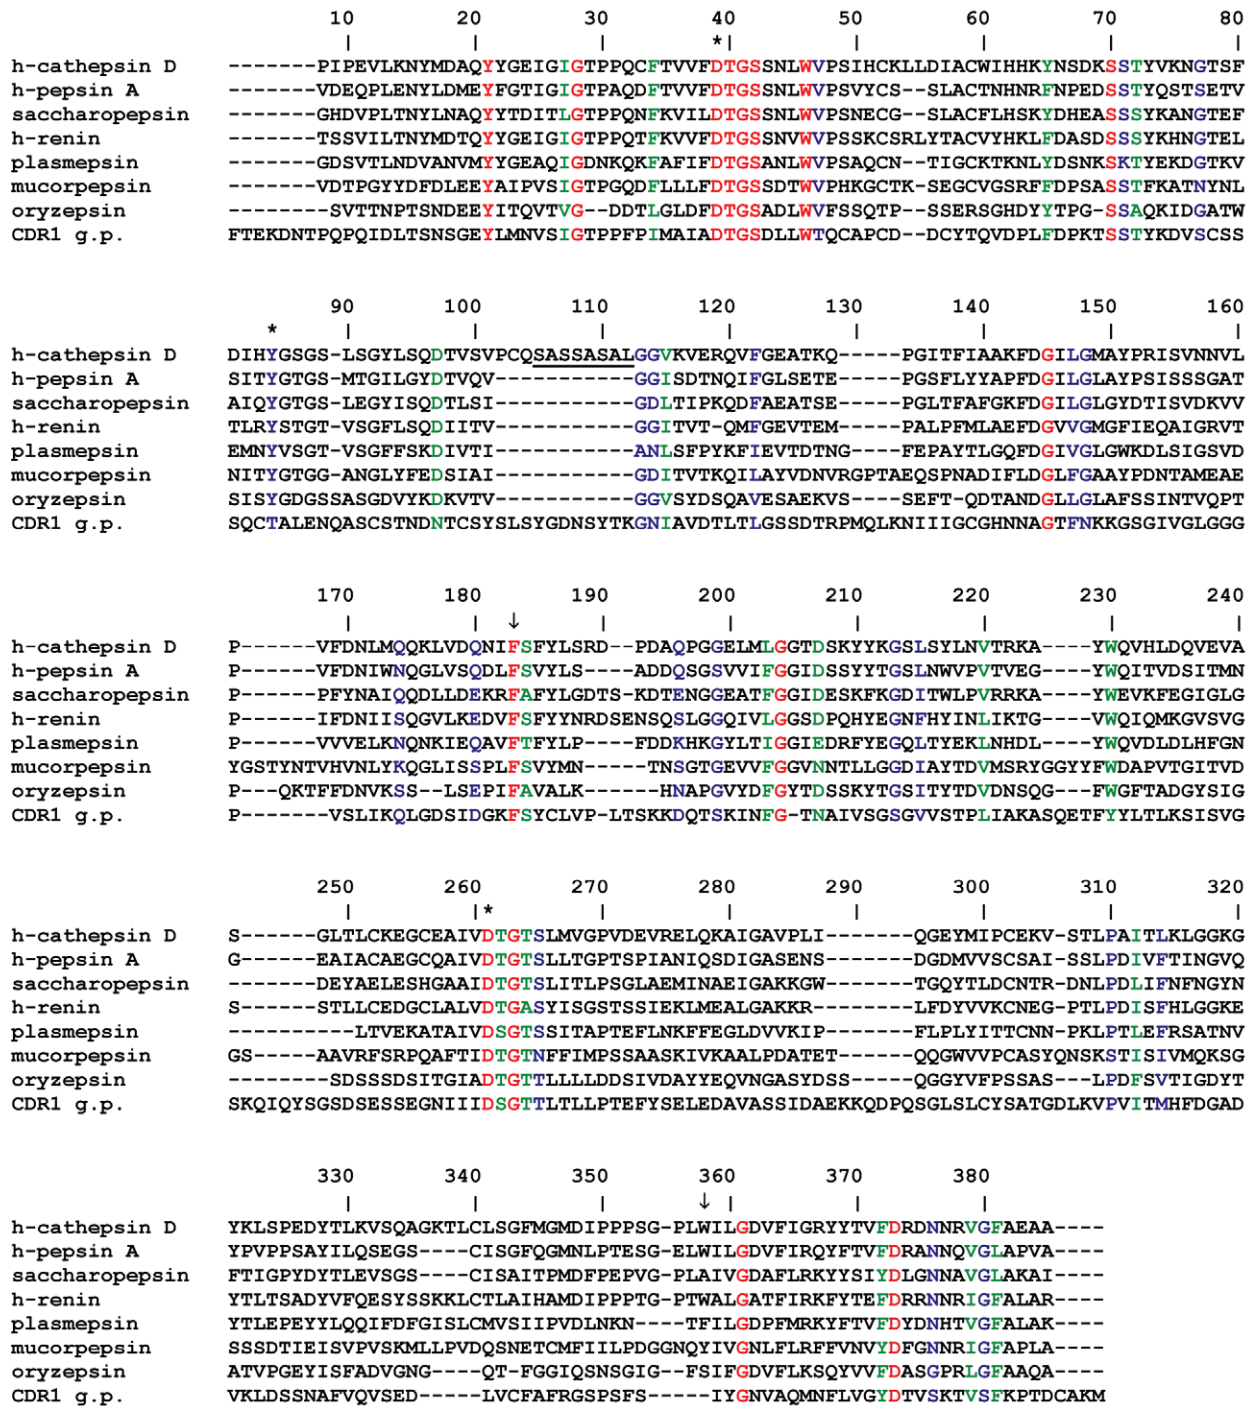 10 20 30 40 50 60 70 80
*
h-cathepsin D -------PIPEVLKNYMDAQYYGEIGIGTPPQCFTVVFDTGSSNLWVPSIHCKLLDIACWIHHKYNSDKSSTYVKNGTSF
h-pepsin A -------VDEQPLENYLDMEYFGTIGIGTPAQDFTVVFDTGSSNLWVPSVYCS--SLACTNHNRFNPEDSSTYQSTSETV
saccharopepsin -------GHDVPLTNYLNAQYYTDITLGTPPQNFKVILDTGSSNLWVPSNECG--SLACFLHSKYDHEASSSYKANGTEF
h-renin -------TSSVILTNYMDTQYYGEIGIGTPPQTFKVVFDTGSSNVWVPSSKCSRLYTACVYHKLFDASDSSSYKHNGTEL
plasmepsin -------GDSVTLNDVANVMYYGEAQIGDNKQKFAFIFDTGSANLWVPSAQCN--TIGCKTKNLYDSNKSKTYEKDGTKV
mucorpepsin -------VDTPGYYDFDLEEYAIPVSIGTPGQDFLLLFDTGSSDTWVPHKGCTK-SEGCVGSRFFDPSASSTFKATNYNL
oryzepsin --------SVTTNPTSNDEEYITQVTVG--DDTLGLDFDTGSADLWVFSSQTP--SSERSGHDYYTPG-SSAQKIDGATW
CDR1 g.p. FTEKDNTPQPQIDLTSNSGEYLMNVSIGTPPFPIMAIADTGSDLLWTQCAPCD--DCYTQVDPLFDPKTSSTYKDVSCSS
90 100 110 120 130 140 150 160
*
h-cathepsin D DIHYGSGS-LSGYLSQDTVSVPCQSASSASALGGVKVERQVFGEATKQ-----PGITFIAAKFDGILGMAYPRISVNNVL
h-pepsin A SITYGTGS-MTGILGYDTVQV-----------GGISDTNQIFGLSETE-----PGSFLYYAPFDGILGLAYPSISSSGAT
saccharopepsin AIQYGTGS-LEGYISQDTLSI-----------GDLTIPKQDFAEATSE-----PGLTFAFGKFDGILGLGYDTISVDKVV
h-renin TLRYSTGT-VSGFLSQDIITV-----------GGITVT-QMFGEVTEM-----PALPFMLAEFDGVVGMGFIEQAIGRVT
plasmepsin EMNYVSGT-VSGFFSKDIVTI-----------ANLSFPYKFIEVTDTNG----FEPAYTLGQFDGIVGLGWKDLSIGSVD
mucorpepsin NITYGTGG-ANGLYFEDSIAI-----------GDITVTKQILAYVDNVRGPTAEQSPNADIFLDGLFGAAYPDNTAMEAE
oryzepsin SISYGDGSSASGDVYKDKVTV-----------GGVSYDSQAVESAEKVS-----SEFT-QDTANDGLLGLAFSSINTVQPT
CDR1 g.p. SQCTALENQASCSTNDNTCSYSLSYGDNSYTKGNIAVDTLTLGSSDTRPMQLKNIIIGCGHNNAGTFNKKGSGIVGLGGG
170 180 190 200 210 220 230 240
↓
h-cathepsin D P------VFDNLMQQKLVDQNIFSFYLSRD--PDAQPGGELMLGGTDSKYYKGSLSYLNVTRKA----YWQVHLDQVEVA
h-pepsin A P------VFDNIWNQGLVSQDLFSVYLS----ADDQSGSVVIFGGIDSSYYTGSLNWVPVTVEG----YWQITVDSITMN
saccharopepsin P------PFYNAIQQDLLDEKRFAFYLGDTS-KDTENGGEATFGGIDESKFKGDITWLPVRRKA----YWEVKFEGIGLG
h-renin P------IFDNIISQGVLKEDVFSFYYNRDSENSQSLGGQIVLGGSDPQHYEGNFHYINLIKTG----VWQIQMKGVSVG
plasmepsin P------VVVELKNQNKIEQAVFTFYLP----FDDKHKGYLTIGGIEDRFYEGQLTYEKLNHDL----YWQVDLDLHFGN
mucorpepsin YGSTYNTVHVNLYKQGLISSPLFSVYMN-----TNSGTGEVVFGGVNNTLLGGDIAYTDVMSRYGGYYFWDAPVTGITVD
oryzepsin P---QKTFFDNVKSS--LSEPIFAVALK------HNAPGVYDFGYTDSSKYTGSITYTDVDNSQG---FWGFTADGYSIG
CDR1 g.p. P------VSLIKQLGDSIDGKFSYCLVP-LTSKKDQTSKINFG-TNAIVSGSGVVSTPLIAKASQETFYYLTLKSISVG
250 260 270 280 290 300 310 320
*
h-cathepsin D S------GLTLCKEGCEAIVDTGTSLMVGPVDEVRELQKAIGAVPLI------QGEYMIPCEKV-STLPAITLKLGGKG
h-pepsin A G------EAIACAEGCQAIVDTGTSLLTGPTSPIANIQSDIGASENS------DGDMVVSCSAI-SSLPDIVFTINGVQ
saccharopepsin --------DEYAELESHGAAIDTGTSLITLPSGLAEMINAEIGAKKGW------TGQYTLDCNTR-DNLPDLIFNFNGYN
h-renin S------STLLCEDGCLALVDTGASYISGSTSSIEKLMEALGAKKR-------LFDYVVKCNEG-PTLPDISFHLGGKE
plasmepsin ----------LTVEKATAIVDSGTSSITAPTEFLNKFFEGLDVVKIP------FLPLYITTCNN-PKLPTLEFRSATNV
mucorpepsin GS-----AAVRFSRPQAFTIDTGTNFFIMPSSAASKIVKAALPDATET------QQGWVVPCASYQNSKSTISIVMQKSG
oryzepsin --------SDSSSDSITGIADTGTTLLLLDDSIVDAYYEQVNGASYDSS-----QGGYVFPSSAS---LPDFSVTIGDYT
CDR1 g.p. SKQIQYSGSDSESSEGNIIIDSGTTLTLLPTEFYSELEDAVASSIDAEKKQDPQSGLSLCYSATGDLKVPVITMHFDGAD
330 340 350 360 370 380
↓
h-cathepsin D YKLSPEDYTLKVSQAGKTLCLSGFMGMDIPPPSG-PLWILGDVFIGRYYTVFDRDNNRVGFAEAA----
h-pepsin A YPVPPSAYILQSEGS----CISGFQGMNLPTESG-ELWILGDVFIRQYFTVFDRANNQVGLAPVA----
saccharopepsin FTIGPYDYTLEVSGS----CISAITPMDFPEPVG-PLAIVGDAFLRKYYSIYDLGNNAVGLAKAI----
h-renin YTLTSADYVFQESYSSKKLCTLAIHAMDIPPPTG-PTWALGATFIRKFYTEFDRRNNRIGFALAR----
plasmepsin YTLEPEYYLQQIFDFGISLCMVSIIPVDLNKN----TFILGDPFMRKYFTVFDYDNHTVGFALAK----
mucorpepsin SSSDTIEISVPVSKMLLPVDQSNETCMFIILPDGGNQYIVGNLFLRFFVNVYDFGNNRIGFAPLA----
oryzepsin ATVPGEYISFADVGNG----QT-FGGIQSNSGIG-FSIFGDVFLKSQYVVFDASGPRLGFAAQA----
CDR1 g.p. VKLDSSNAFVQVSED----LVCFAFRGSPSFS-----IYGNVAQMNFLVGYDTVSKTVSFKPTDCAKM